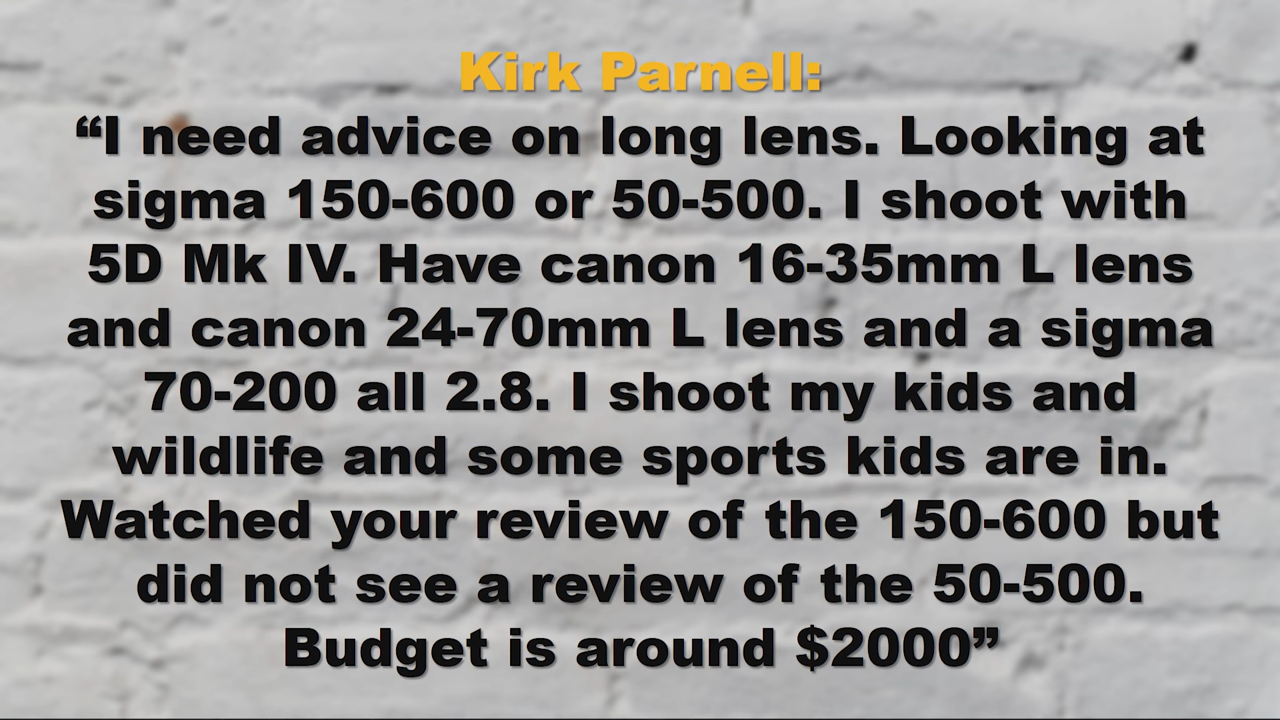 Kirk Parnell:
“I need advice on long lens. Looking at
sigma 150-600 or 50-500. I shoot with
5D Mk IV. Have canon 16-35mm L lens
and canon 24-70mm L lens and a sigma
70-200 all 2.8. I shoot my kids and
wildlife and some sports kids are in.
Watched your review of the 150-600 but
did not see a review of the 50-500.
Budget is around $2000”